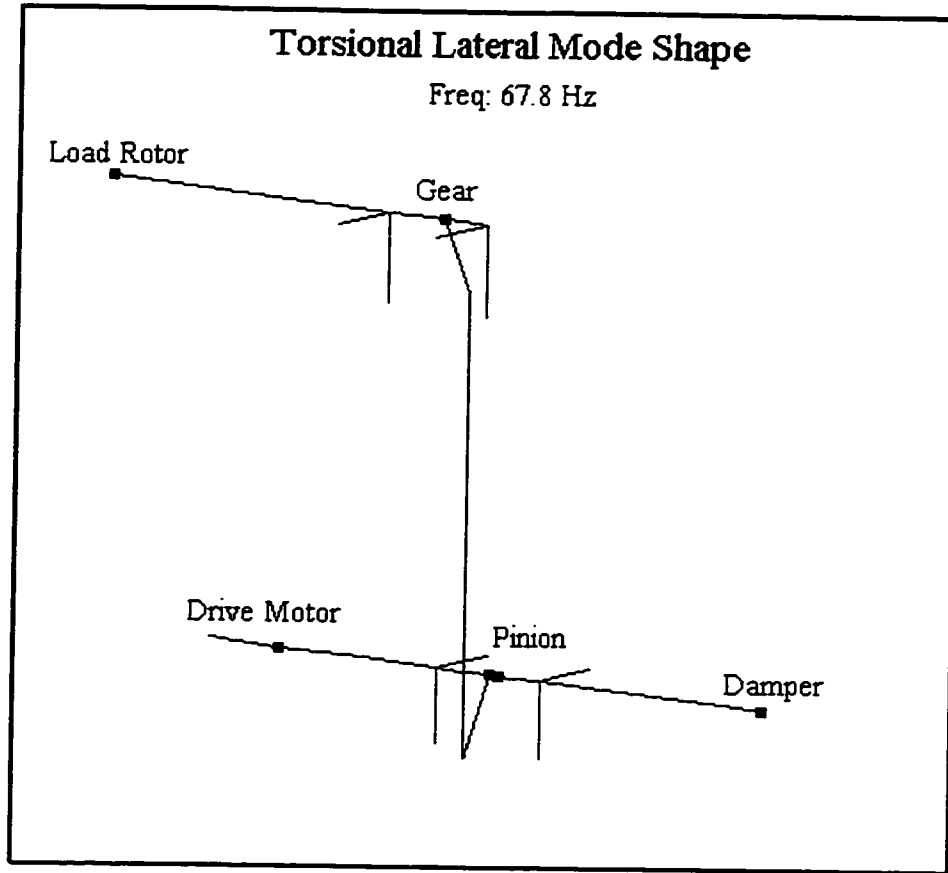 Torsional Lateral Mode Shape
Freq: 67.8 Hz
Load Rotor
Gear
Drive Motor
Pinion
Damper